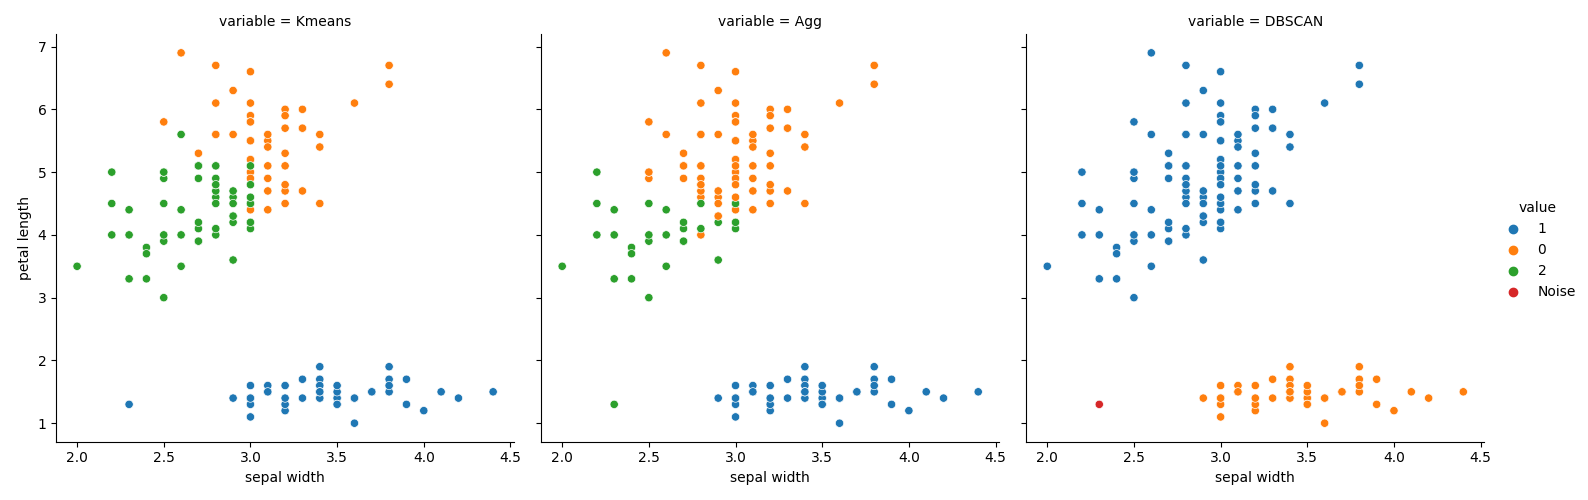 variable = Kmeans
variable = Agg
variable = DBSCAN
petal length
7
6
5
4
3
2
1
2.0 2.5 3.0 3.5 4.0 4.5
2.0 2.5 3.0 3.5 4.0 4.5
2.0 2.5 3.0 3.5 4.0 4.5
sepal width
sepal width
sepal width
value
1
0
2
Noise